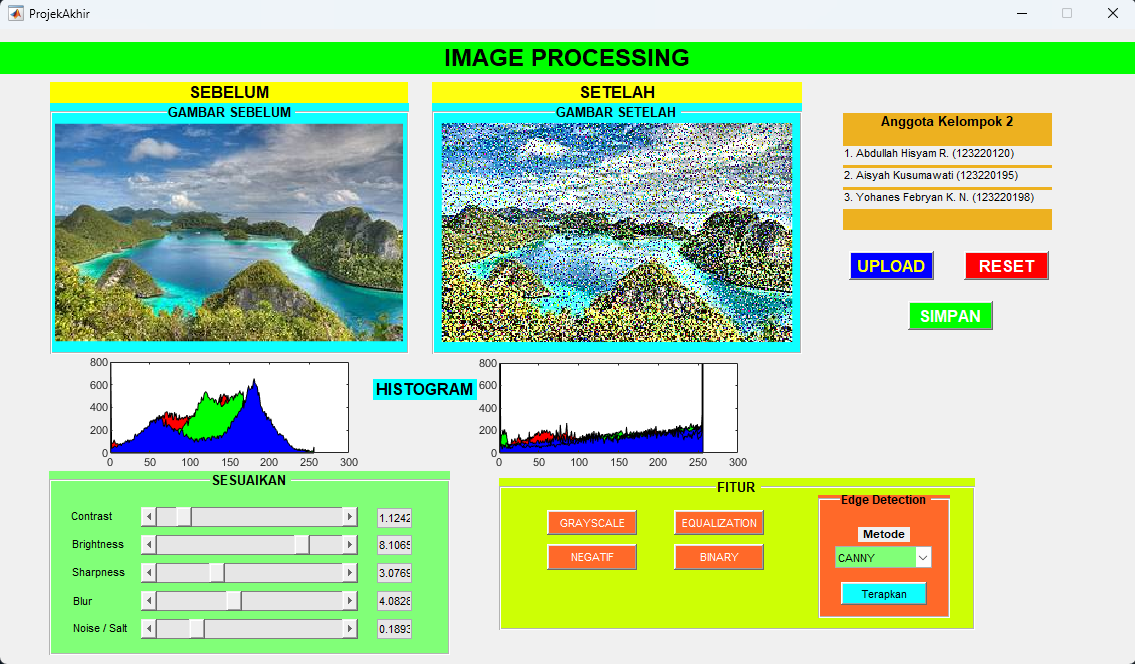 ProjekAkhir
IMAGE PROCESSING
SEBELUM
SETELAH
GAMBAR SEBELUM
GAMBAR SETELAH
Anggota Kelompok 2
1. Abdullah Hisyam R. (123220120)
2. Aisyah Kusumawati (123220195)
3. Yohanes Febryan K. N. (123220198)
UPLOAD
RESET
SIMPAN
HISTOGRAM
800
600
400
200
0
0 50 100 150 200 250 300
800
600
400
200
0
0 50 100 150 200 250 300
SESUAIKAN
Contrast 1.1242
Brightness 8.1065
Sharpness 3.0769
Blur 4.0828
Noise / Salt 0.1893
FITUR
GRAYSCALE
EQUALIZATION
NEGATIF
BINARY
Edge Detection
Metode
CANNY
Terapkan